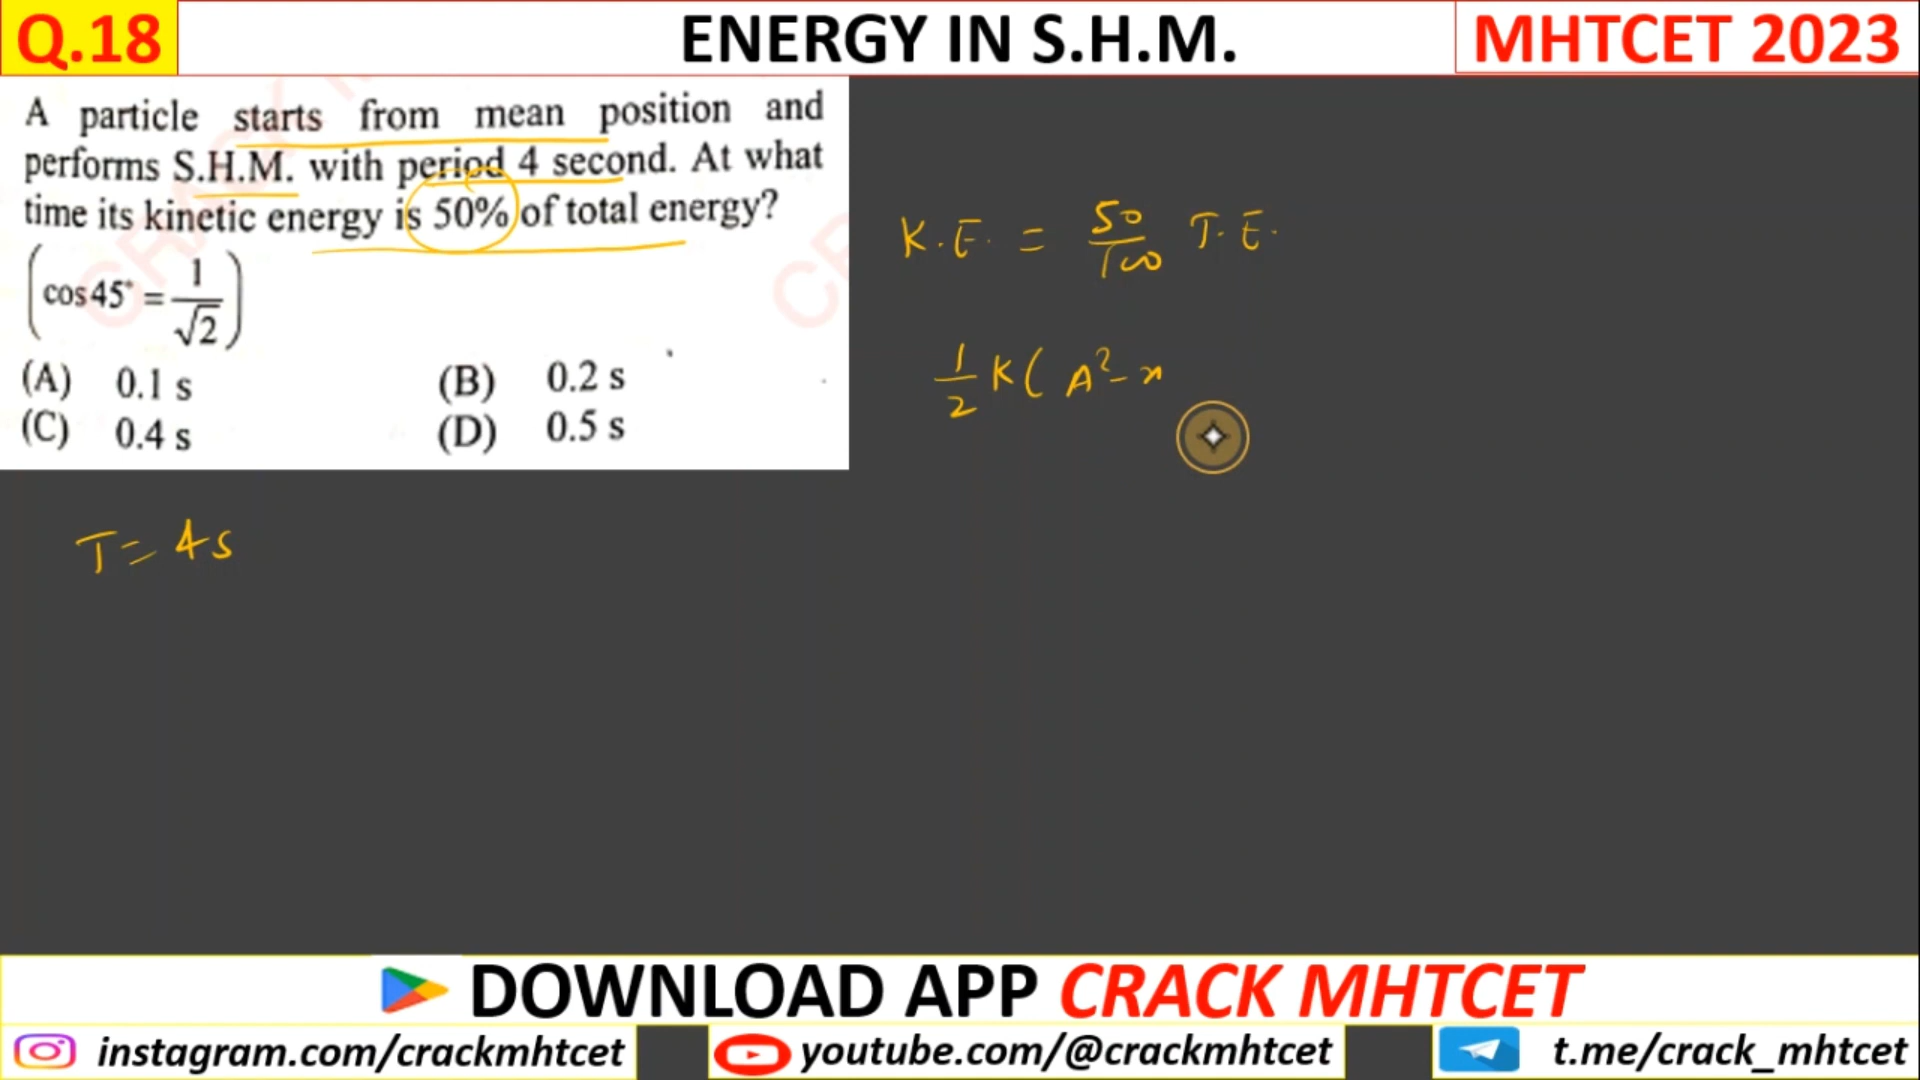 Q.18
ENERGY IN S.H.M.
MHTCET 2023
A particle starts from mean position and
performs S.H.M. with period 4 second. At what
time its kinetic energy is 50% of total energy?
(cos 45° = 1/√2)
(A) 0.1 s (B) 0.2 s
(C) 0.4 s (D) 0.5 s
K.E. = 50/100 T.E.
1/2 K( A² - x
T = 4s
DOWNLOAD APP CRACK MHTCET
instagram.com/crackmhtcet
youtube.com/@crackmhtcet
t.me/crack_mhtcet